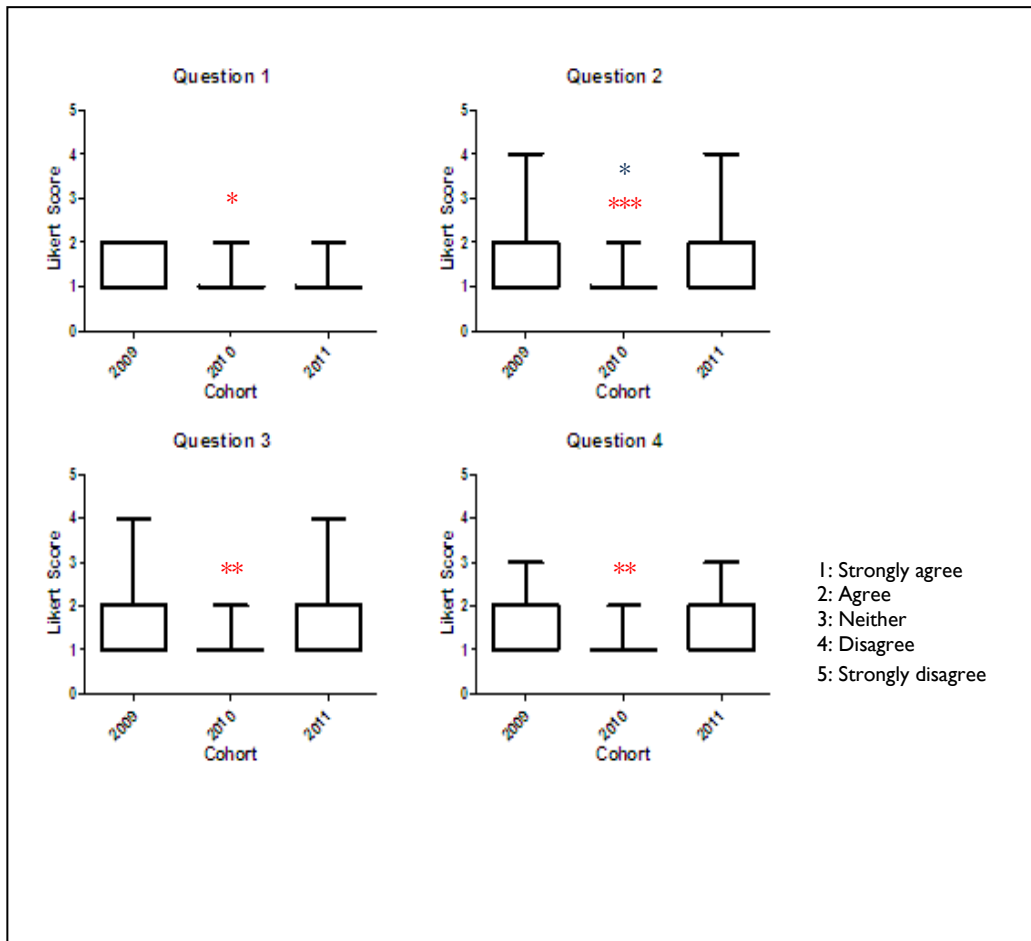 Question 1
5
4
3
2
1
0
Likert Score
*
2009
2010
2011
Cohort
Question 2
5
4
3
2
1
0
Likert Score
*
***
2009
2010
2011
Cohort
Question 3
5
4
3
2
1
0
Likert Score
**
2009
2010
2011
Cohort
Question 4
5
4
3
2
1
0
Likert Score
**
2009
2010
2011
Cohort
1: Strongly agree
2: Agree
3: Neither
4: Disagree
5: Strongly disagree